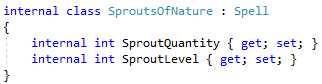 internal class SproutsOfNature : Spell
{
    internal int SproutQuantity { get; set; }
    internal int SproutLevel { get; set; }
}